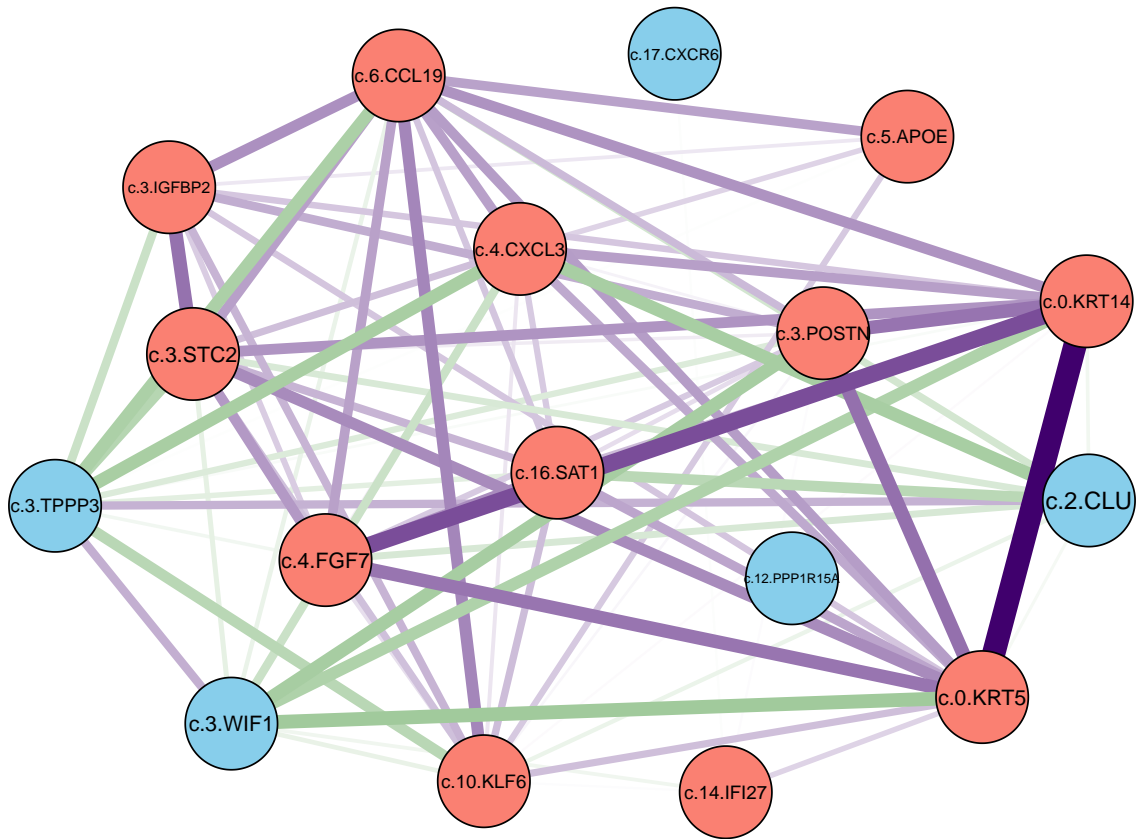 c.17.CXCR6
c.6.CCL19
c.5.APOE
c.3.IGFBP2
c.4.CXCL3
c.0.KRT14
c.3.POSTN
c.3.STC2
c.16.SAT1
c.2.CLU
c.3.TPPP3
c.4.FGF7
c.12.PPP1R15A
c.0.KRT5
c.3.WIF1
c.10.KLF6
c.14.IFI27